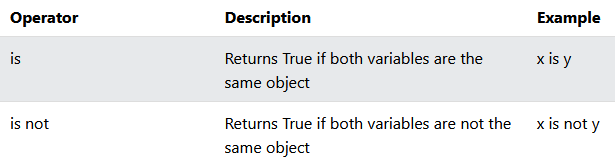 Operator Description Example
is Returns True if both variables are the x is y
same object
is not Returns True if both variables are not the x is not y
same object